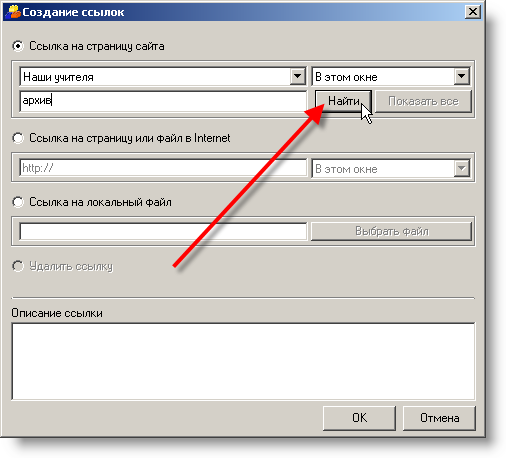 Создание ссылок
Ссылка на страницу сайта
Наши учителя В этом окне
архив Найти Показать все
Ссылка на страницу или файл в Internet
http:// В этом окне
Ссылка на локальный файл
Выбрать файл
Удалить ссылку
Описание ссылки
OK Отмена